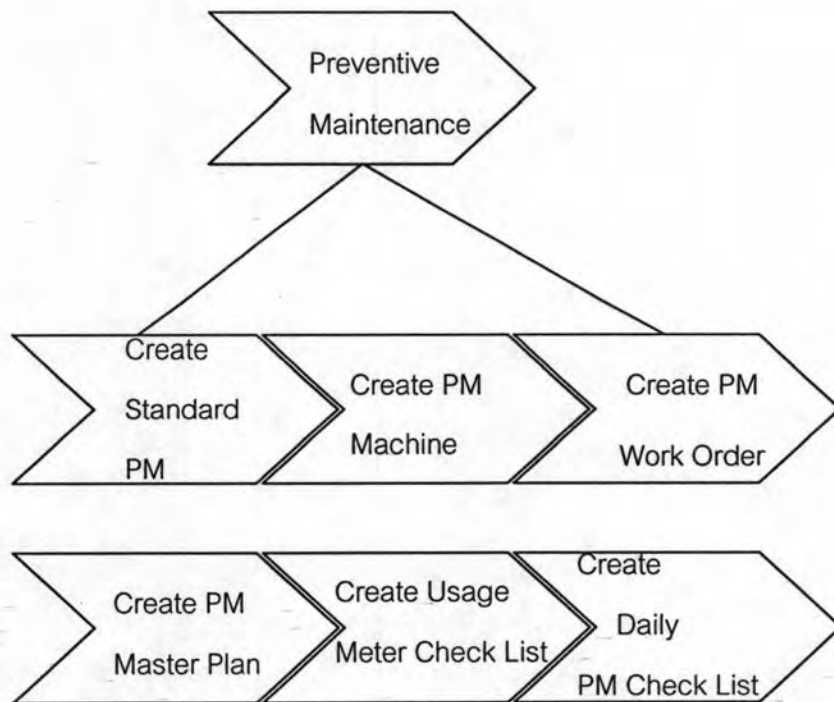 Preventive
Maintenance
Create
Standard
PM
Create PM
Machine
Create PM
Work Order
Create PM
Master Plan
Create Usage
Meter Check List
Create
Daily
PM Check List